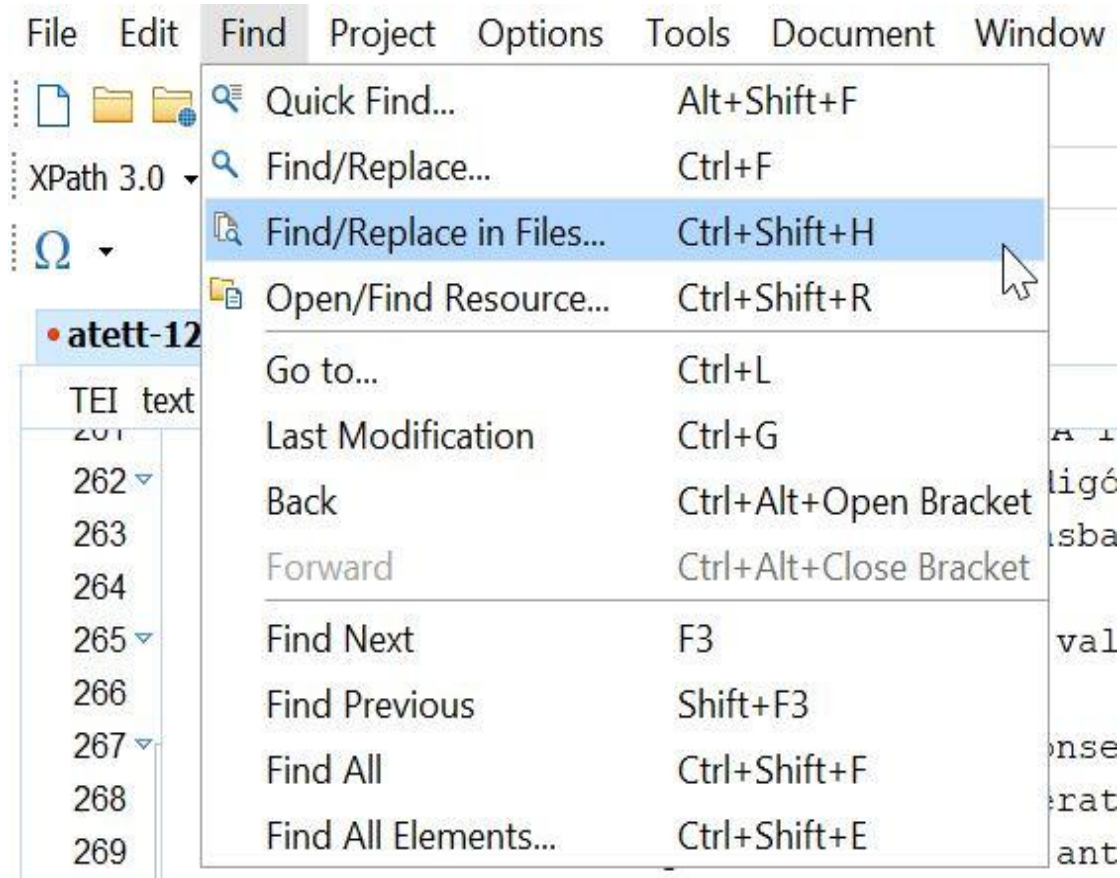 File Edit Find Project Options Tools Document Window
Quick Find... Alt+Shift+F
XPath 3.0 Find/Replace... Ctrl+F
Find/Replace in Files... Ctrl+Shift+H
Ω
Open/Find Resource... Ctrl+Shift+R
• atett-12
Go to... Ctrl+L
TEI text
Last Modification Ctrl+G
262
Back Ctrl+Alt+Open Bracket
263
Forward Ctrl+Alt+Close Bracket
264
265 Find Next F3 val
266 Find Previous Shift+F3
267
Find All Ctrl+Shift+F
268
Find All Elements... Ctrl+Shift+E
269 ant